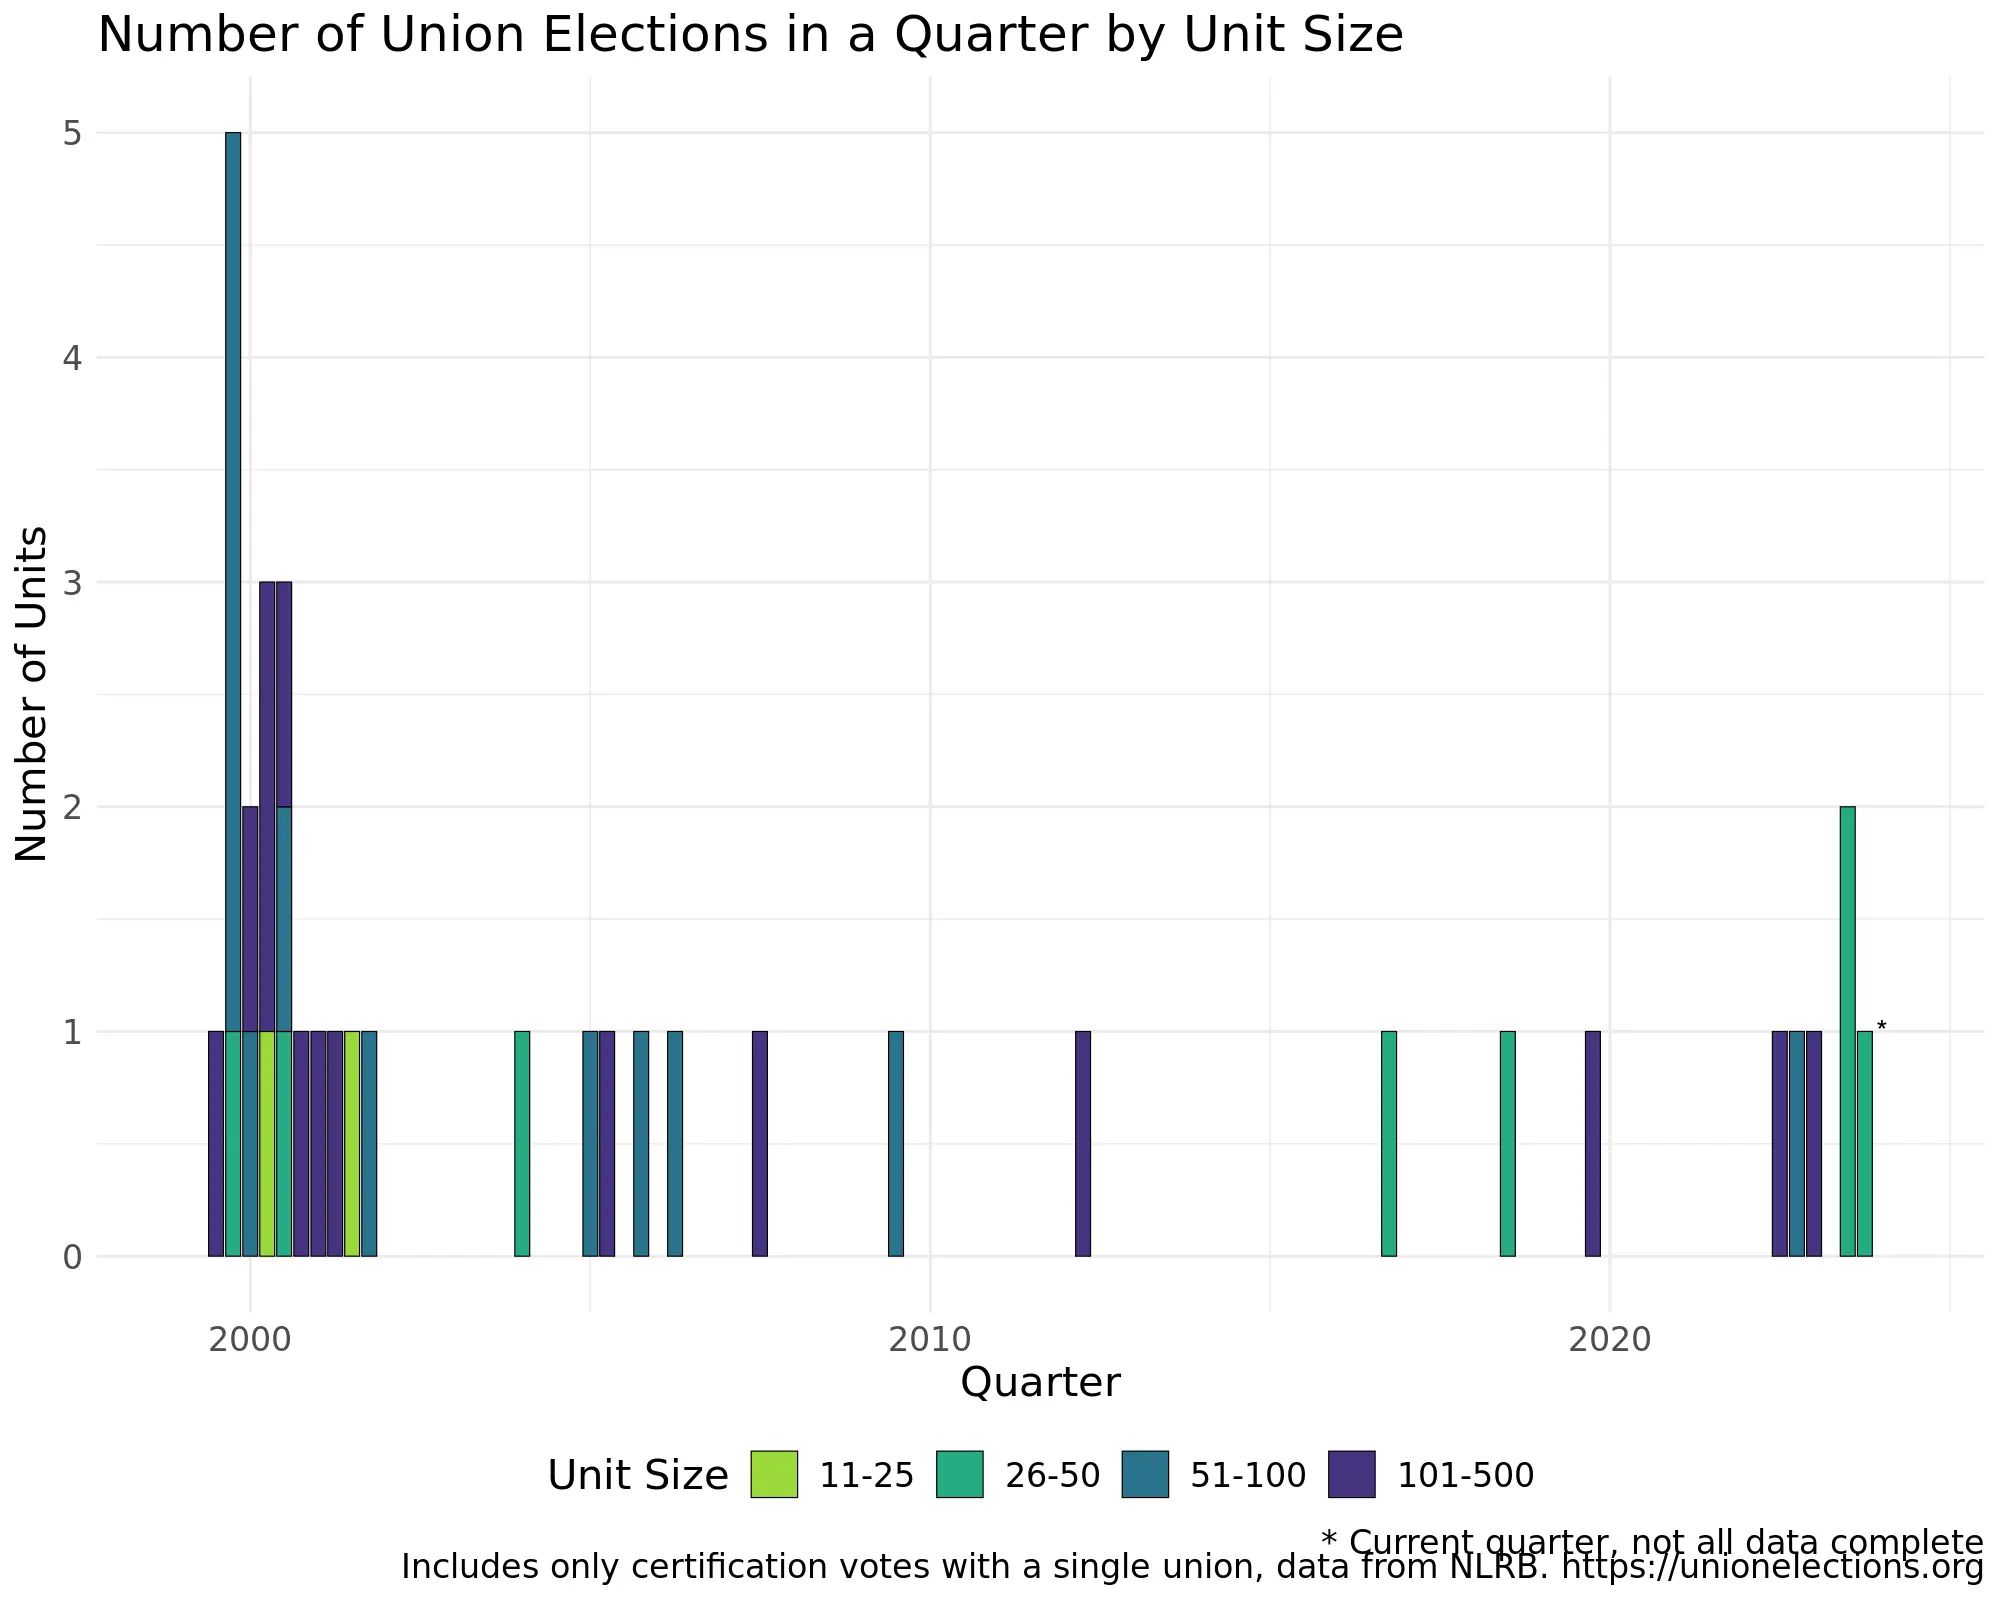 Number of Union Elections in a Quarter by Unit Size
Number of Units
5
4
3
2
1
0
*
2000 2010 2020
Quarter
Unit Size 11-25 26-50 51-100 101-500
* Current quarter, not all data complete
Includes only certification votes with a single union, data from NLRB. https://unionelections.org